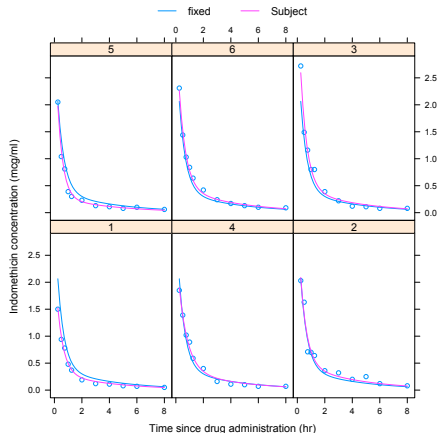 fixed Subject
0 2 4 6 8
5 6 3
2.5
2.0
1.5
1.0
0.5
0.0
1 4 2
2.5
2.0
1.5
1.0
0.5
0.0
0 2 4 6 8 0 2 4 6 8
Indomethicin concentration (mcg/ml)
Time since drug administration (hr)